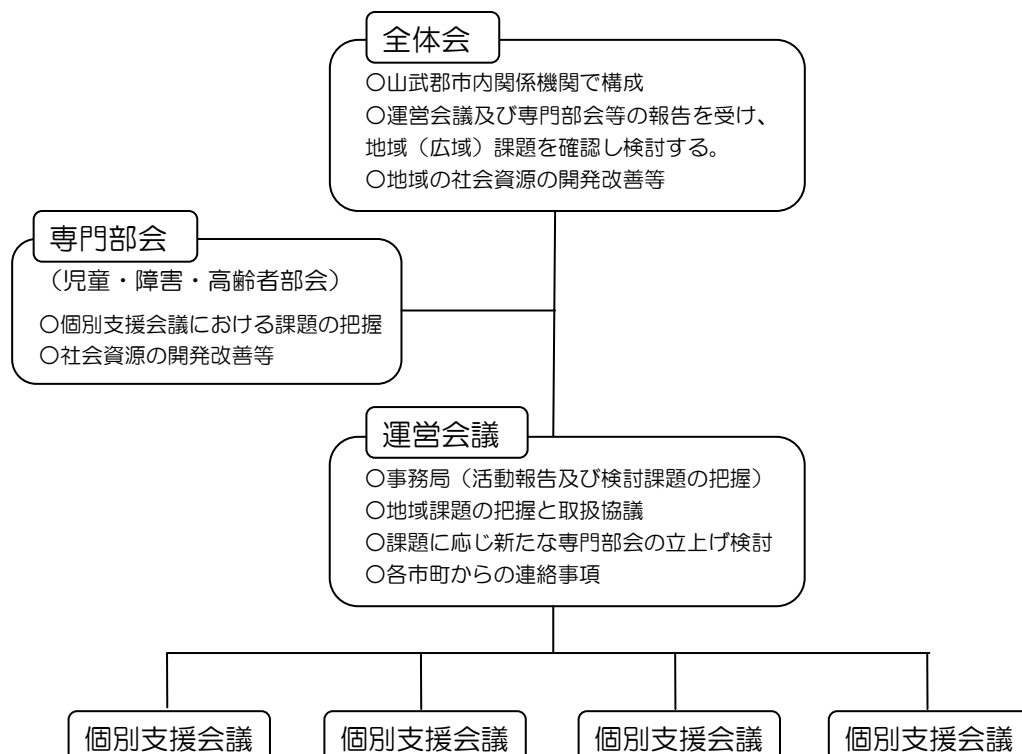 全体会
〇山武郡市内関係機関で構成
〇運営会議及び専門部会等の報告を受け、
地域（広域）課題を確認し検討する。
〇地域の社会資源の開発改善等
専門部会
（児童・障害・高齢者部会）
〇個別支援会議における課題の把握
〇社会資源の開発改善等
運営会議
〇事務局（活動報告及び検討課題の把握）
〇地域課題の把握と取扱協議
〇課題に応じ新たな専門部会の立上げ検討
〇各市町からの連絡事項
個別支援会議
個別支援会議
個別支援会議
個別支援会議